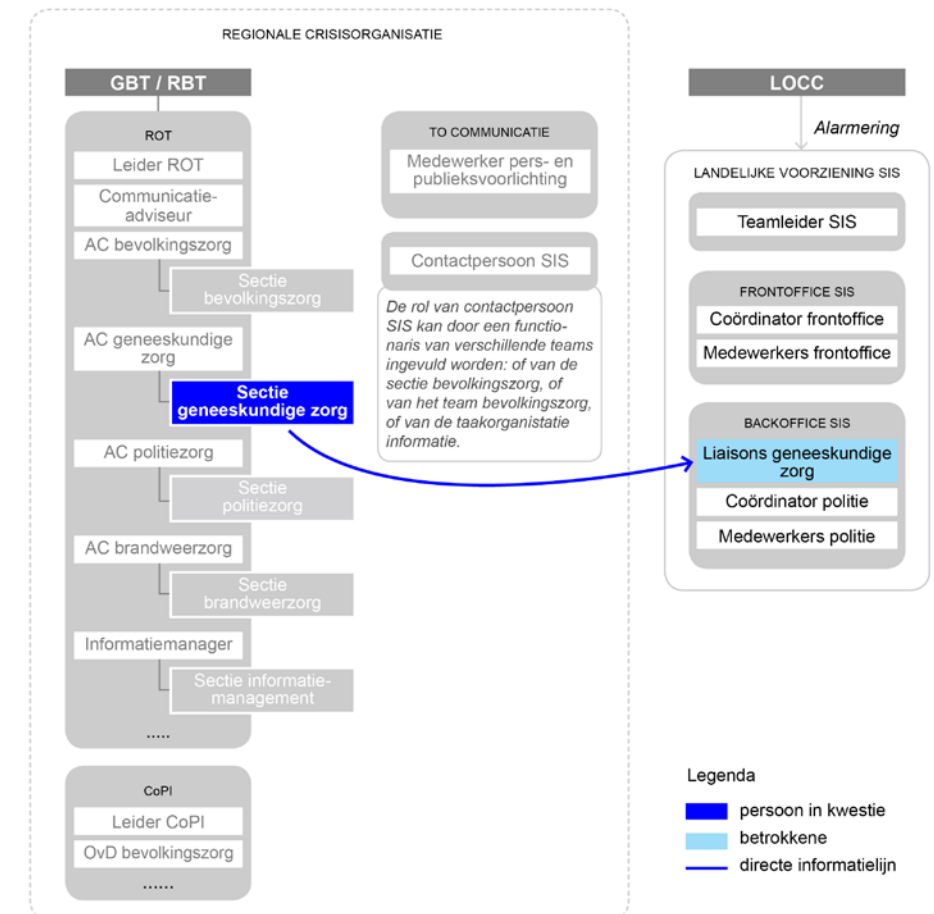 REGIONALE CRISISORGANISATIE
GBT / RBT
ROT
Leider ROT
Communicatie-
adviseur
AC bevolkingszorg
Sectie
bevolkingszorg
AC geneeskundige
zorg
Sectie
geneeskundige zorg
AC politiezorg
Sectie
politiezorg
AC brandweerzorg
Sectie
brandweerzorg
Informatiemanager
Sectie informatie-
management
.....
CoPI
Leider CoPI
OvD bevolkingszorg
......
TO COMMUNICATIE
Medewerker pers- en
publieksvoorlichting
Contactpersoon SIS
De rol van contactpersoon
SIS kan door een functio-
naris van verschillende teams
ingevuld worden: of van de
sectie bevolkingszorg, of
van het team bevolkingszorg,
of van de taakorganistatie
informatie.
LOCC
Alarmering
LANDELIJKE VOORZIENING SIS
Teamleider SIS
FRONTOFFICE SIS
Coördinator frontoffice
Medewerkers frontoffice
BACKOFFICE SIS
Liaisons geneeskundige
zorg
Coördinator politie
Medewerkers politie
Legenda
persoon in kwestie
betrokkene
directe informatielijn